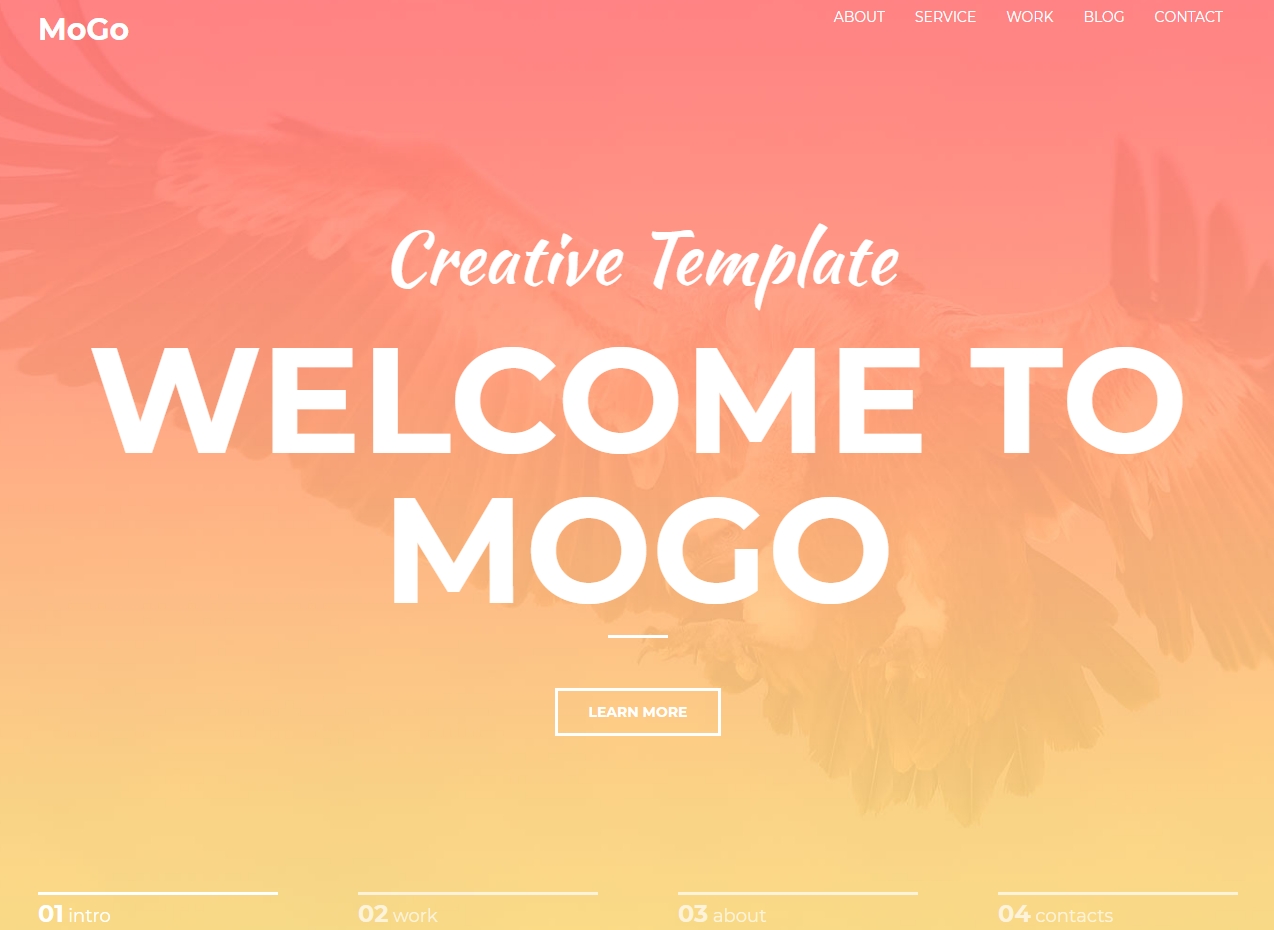 MoGo
ABOUT SERVICE WORK BLOG CONTACT
Creative Template
WELCOME TO
MOGO
LEARN MORE
01 intro 02 work 03 about 04 contacts